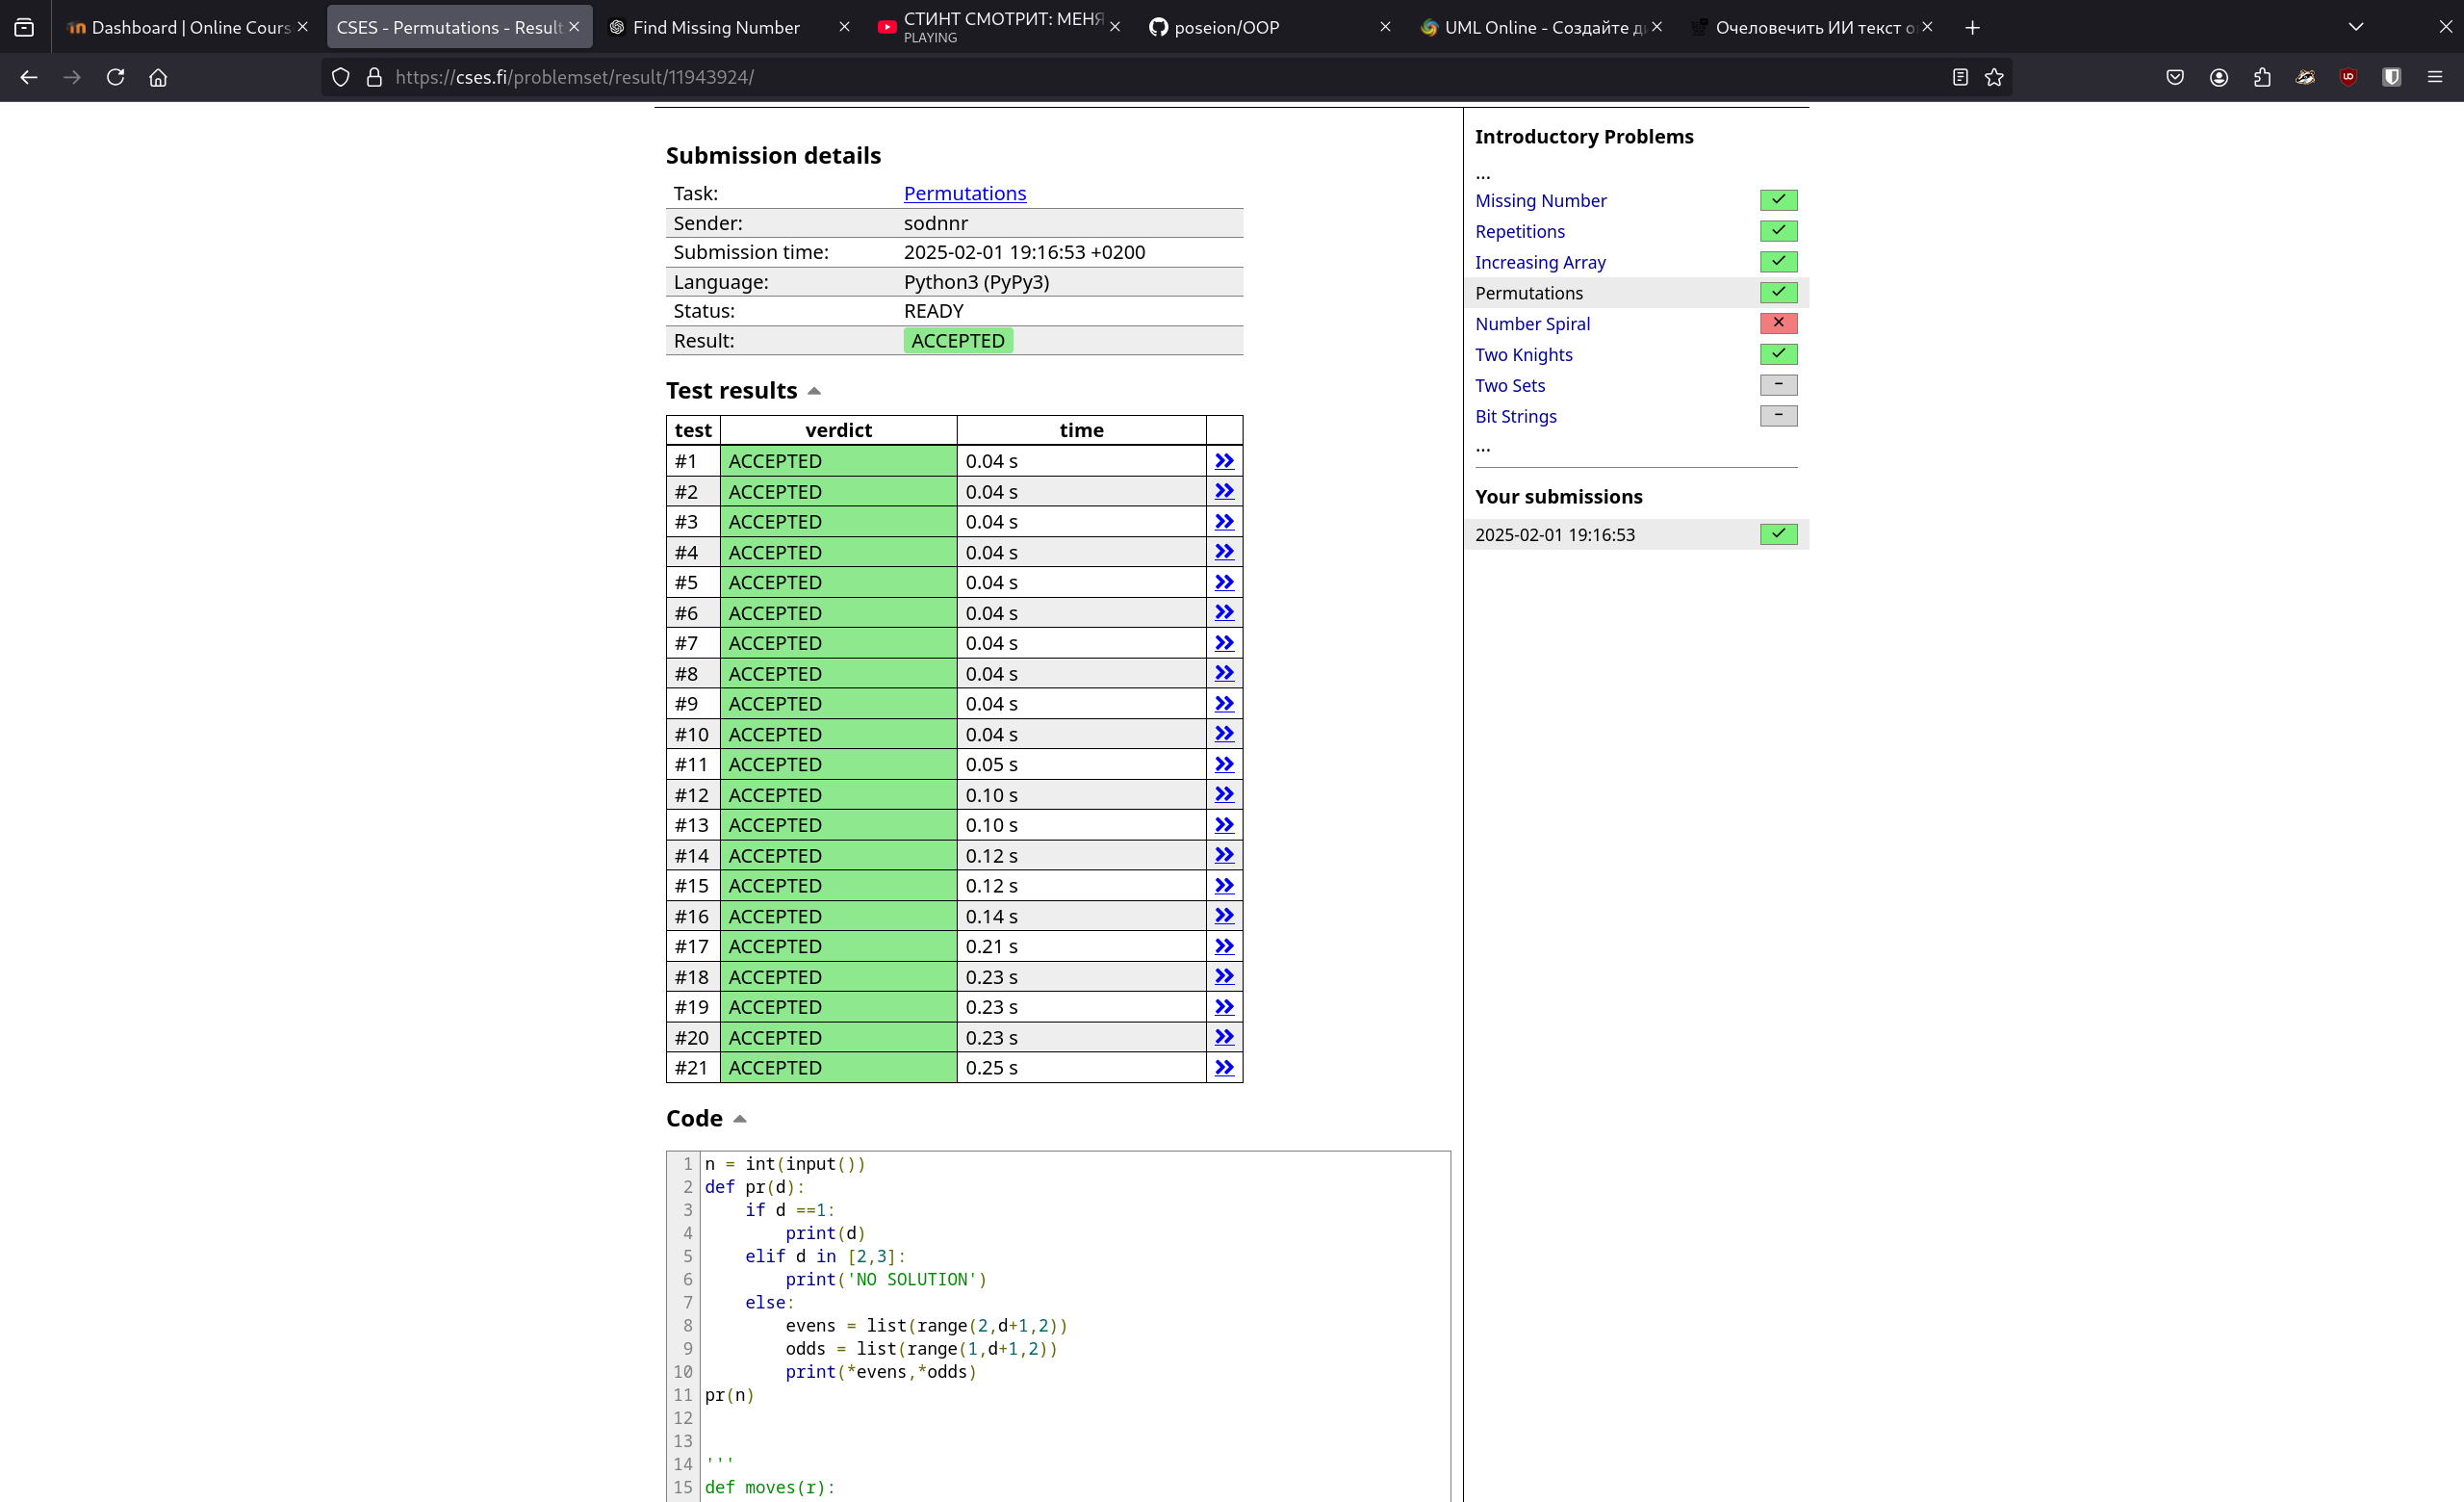 Dashboard | Online Cours
CSES - Permutations - Result
Find Missing Number
СТИНТ СМОТРИТ: МЕНЯ
PLAYING
poseion/OOP
UML Online - Создайте ди
Очеловечить ИИ текст о
https://cses.fi/problemset/result/11943924/
Submission details
Task: Permutations
Sender: sodnnr
Submission time: 2025-02-01 19:16:53 +0200
Language: Python3 (PyPy3)
Status: READY
Result: ACCEPTED
Test results
test verdict time
#1 ACCEPTED 0.04 s
#2 ACCEPTED 0.04 s
#3 ACCEPTED 0.04 s
#4 ACCEPTED 0.04 s
#5 ACCEPTED 0.04 s
#6 ACCEPTED 0.04 s
#7 ACCEPTED 0.04 s
#8 ACCEPTED 0.04 s
#9 ACCEPTED 0.04 s
#10 ACCEPTED 0.04 s
#11 ACCEPTED 0.05 s
#12 ACCEPTED 0.10 s
#13 ACCEPTED 0.10 s
#14 ACCEPTED 0.12 s
#15 ACCEPTED 0.12 s
#16 ACCEPTED 0.14 s
#17 ACCEPTED 0.21 s
#18 ACCEPTED 0.23 s
#19 ACCEPTED 0.23 s
#20 ACCEPTED 0.23 s
#21 ACCEPTED 0.25 s
Code
1 n = int(input())
2 def pr(d):
3     if d ==1:
4         print(d)
5     elif d in [2,3]:
6         print('NO SOLUTION')
7     else:
8         evens = list(range(2,d+1,2))
9         odds = list(range(1,d+1,2))
10         print(*evens,*odds)
11 pr(n)
12
13
14 '''
15 def moves(r):
Introductory Problems
...
Missing Number
Repetitions
Increasing Array
Permutations
Number Spiral
Two Knights
Two Sets
Bit Strings
...
Your submissions
2025-02-01 19:16:53